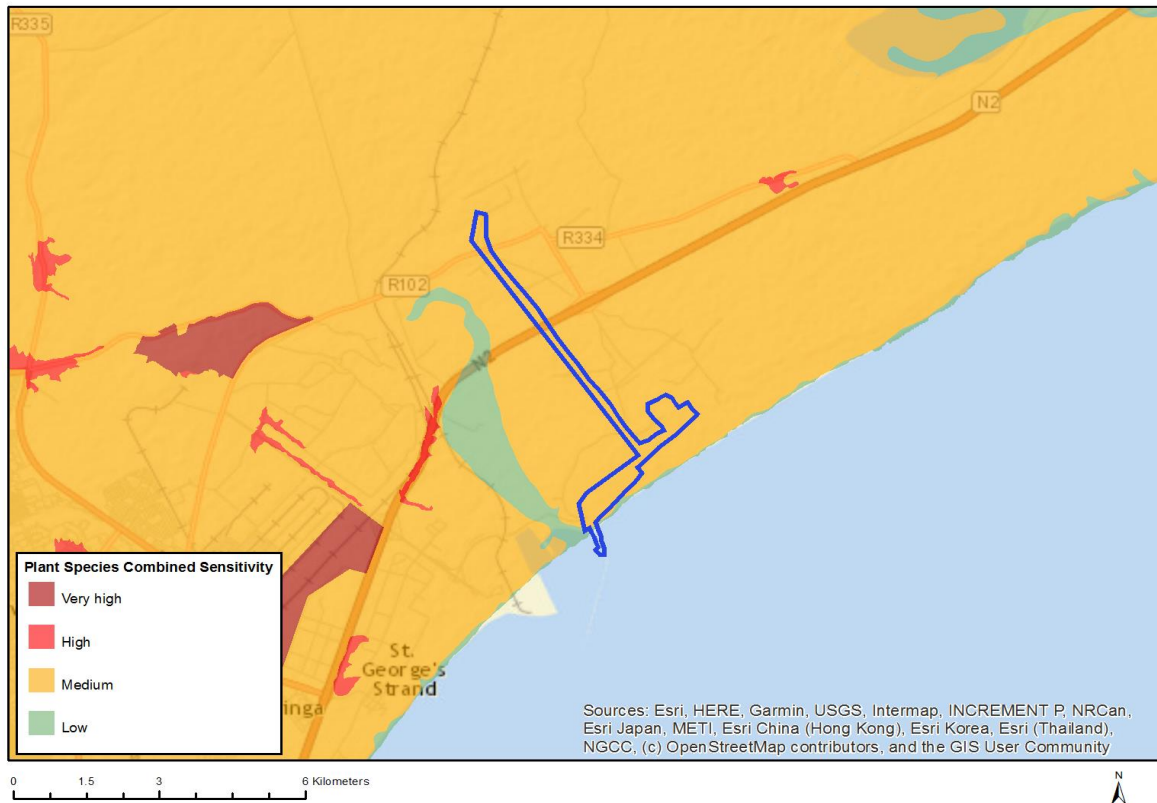 R335
N2
R334
R102
N2
Plant Species Combined Sensitivity
Very high
High
Medium
Low
St.
George's
Strand
inga
Sources: Esri, HERE, Garmin, USGS, Intermap, INCREMENT P, NRCan,
Esri Japan, METI, Esri China (Hong Kong), Esri Korea, Esri (Thailand),
NGCC, (c) OpenStreetMap contributors, and the GIS User Community
0 1.5 3 6 Kilometers
N